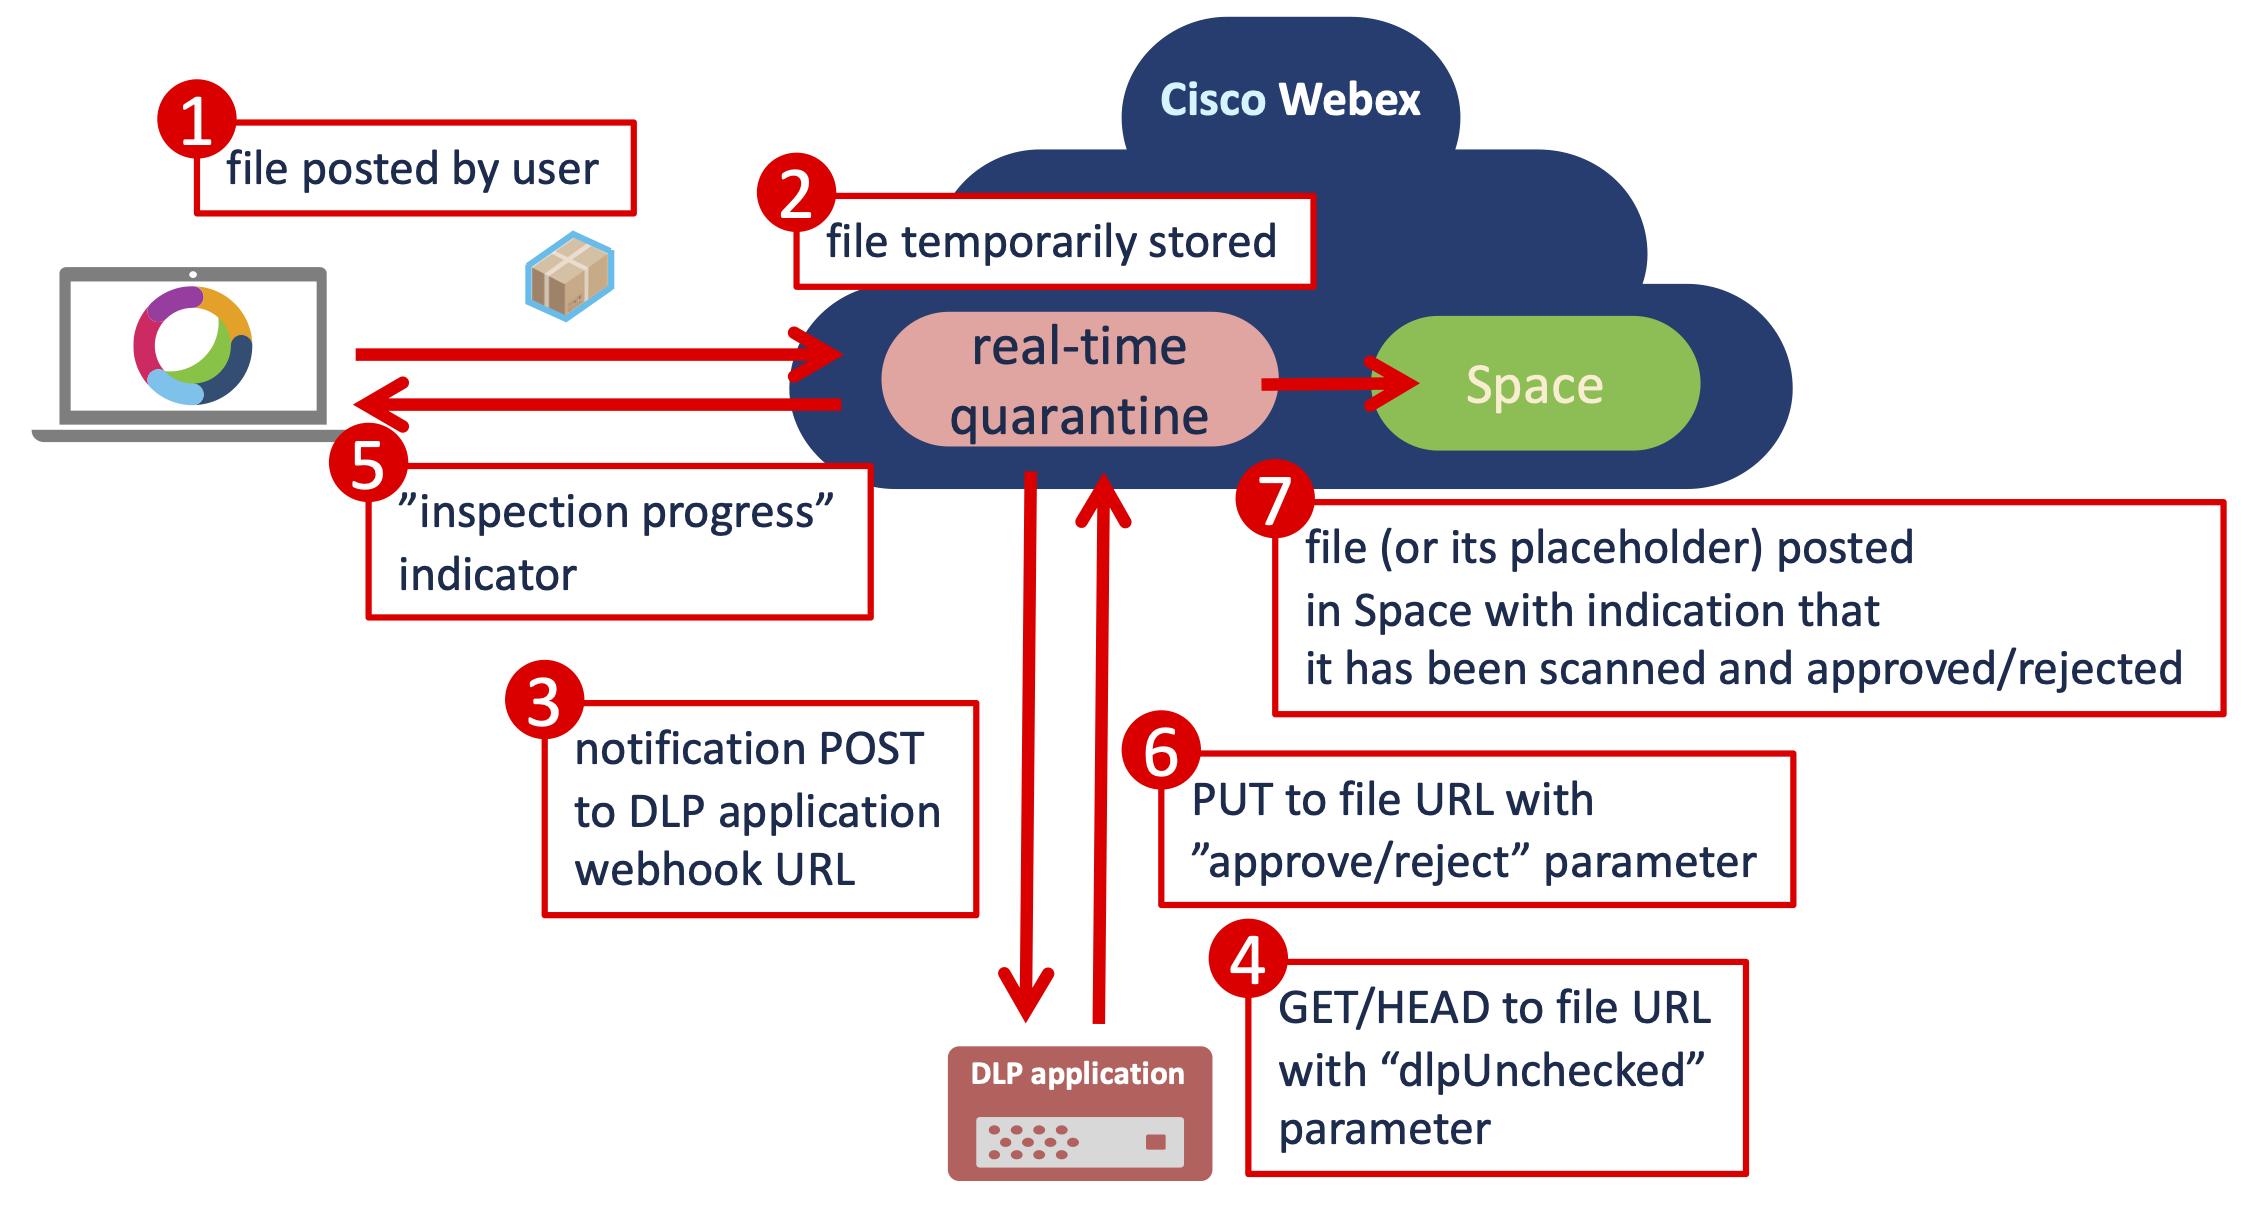 Cisco Webex
1
file posted by user
2
file temporarily stored
real-time
quarantine
Space
5
”inspection progress”
indicator
7
file (or its placeholder) posted
in Space with indication that
it has been scanned and approved/rejected
3
notification POST
to DLP application
webhook URL
6
PUT to file URL with
”approve/reject” parameter
4
GET/HEAD to file URL
with “dlpUnchecked”
parameter
DLP application